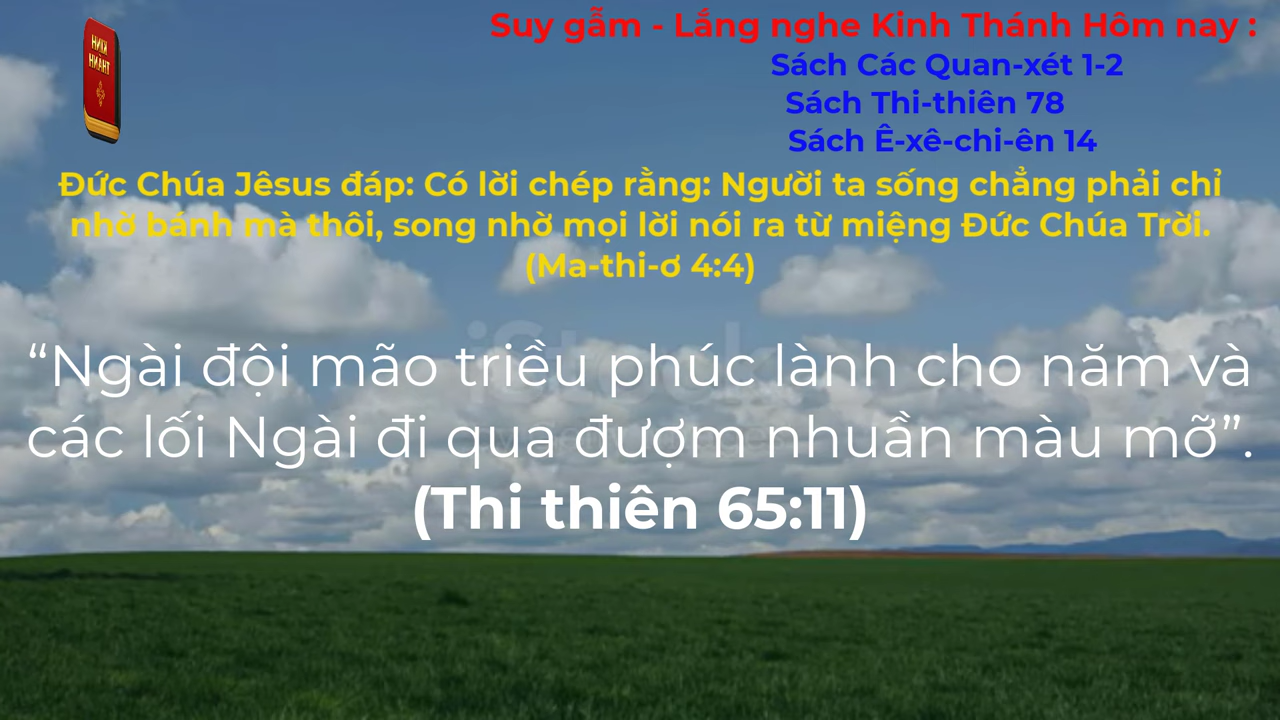 Suy gẫm - Lắng nghe Kinh Thánh Hôm nay :
Sách Các Quan-xét 1-2
Sách Thi-thiên 78
Sách Ê-xê-chi-ên 14
KINH
THANH
Đức Chúa Jêsus đáp: Có lời chép rằng: Người ta sống chẳng phải chỉ
nhờ bánh mà thôi, song nhờ mọi lời nói ra từ miệng Đức Chúa Trời.
(Ma-thi-ơ 4:4)
“Ngài đội mão triều phúc lành cho năm và
các lối Ngài đi qua đượm nhuần màu mỡ”.
(Thi thiên 65:11)